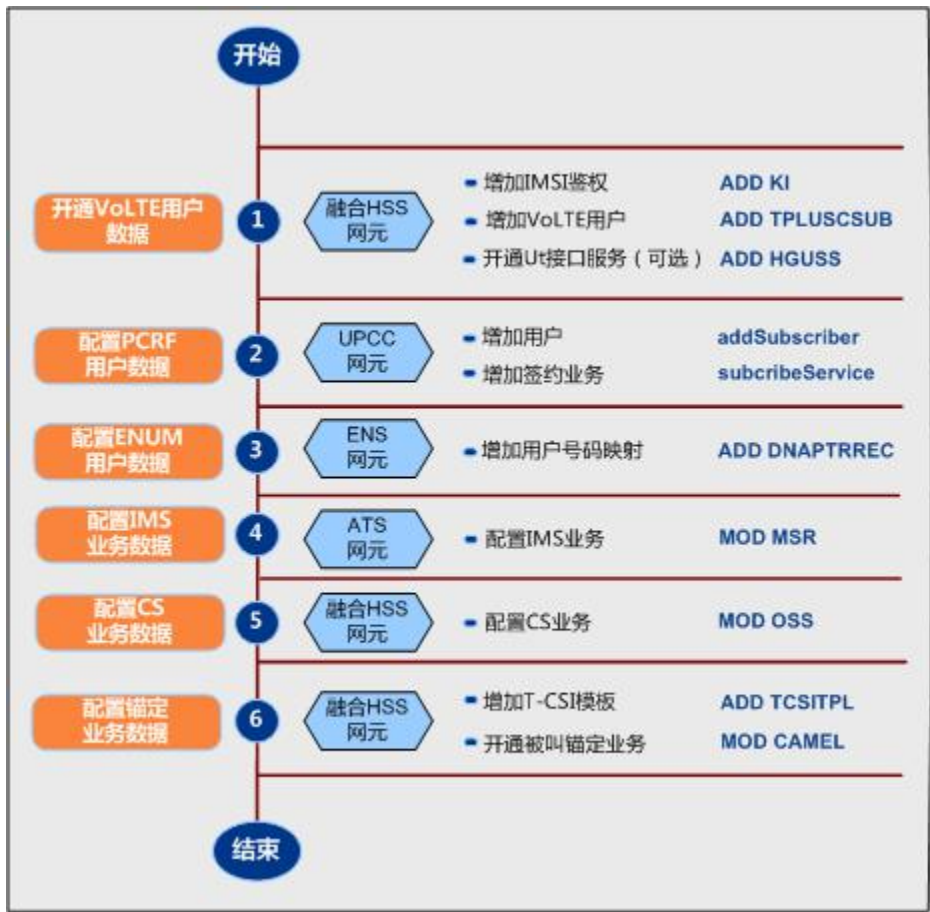 开始
开通VoLTE用户
数据
1
融合HSS
网元
增加IMSI鉴权 ADD KI
增加VoLTE用户 ADD TPLUSCSUB
开通Ut接口服务（可选） ADD HGUSS
配置PCRF
用户数据
2
UPCC
网元
增加用户 addSubscriber
增加签约业务 subcribeService
配置ENUM
用户数据
3
ENS
网元
增加用户号码映射 ADD DNAPTRREC
配置IMS
业务数据
4
ATS
网元
配置IMS业务 MOD MSR
配置CS
业务数据
5
融合HSS
网元
配置CS业务 MOD OSS
配置锚定
业务数据
6
融合HSS
网元
增加T-CSI模板 ADD TCSITPL
开通被叫锚定业务 MOD CAMEL
结束